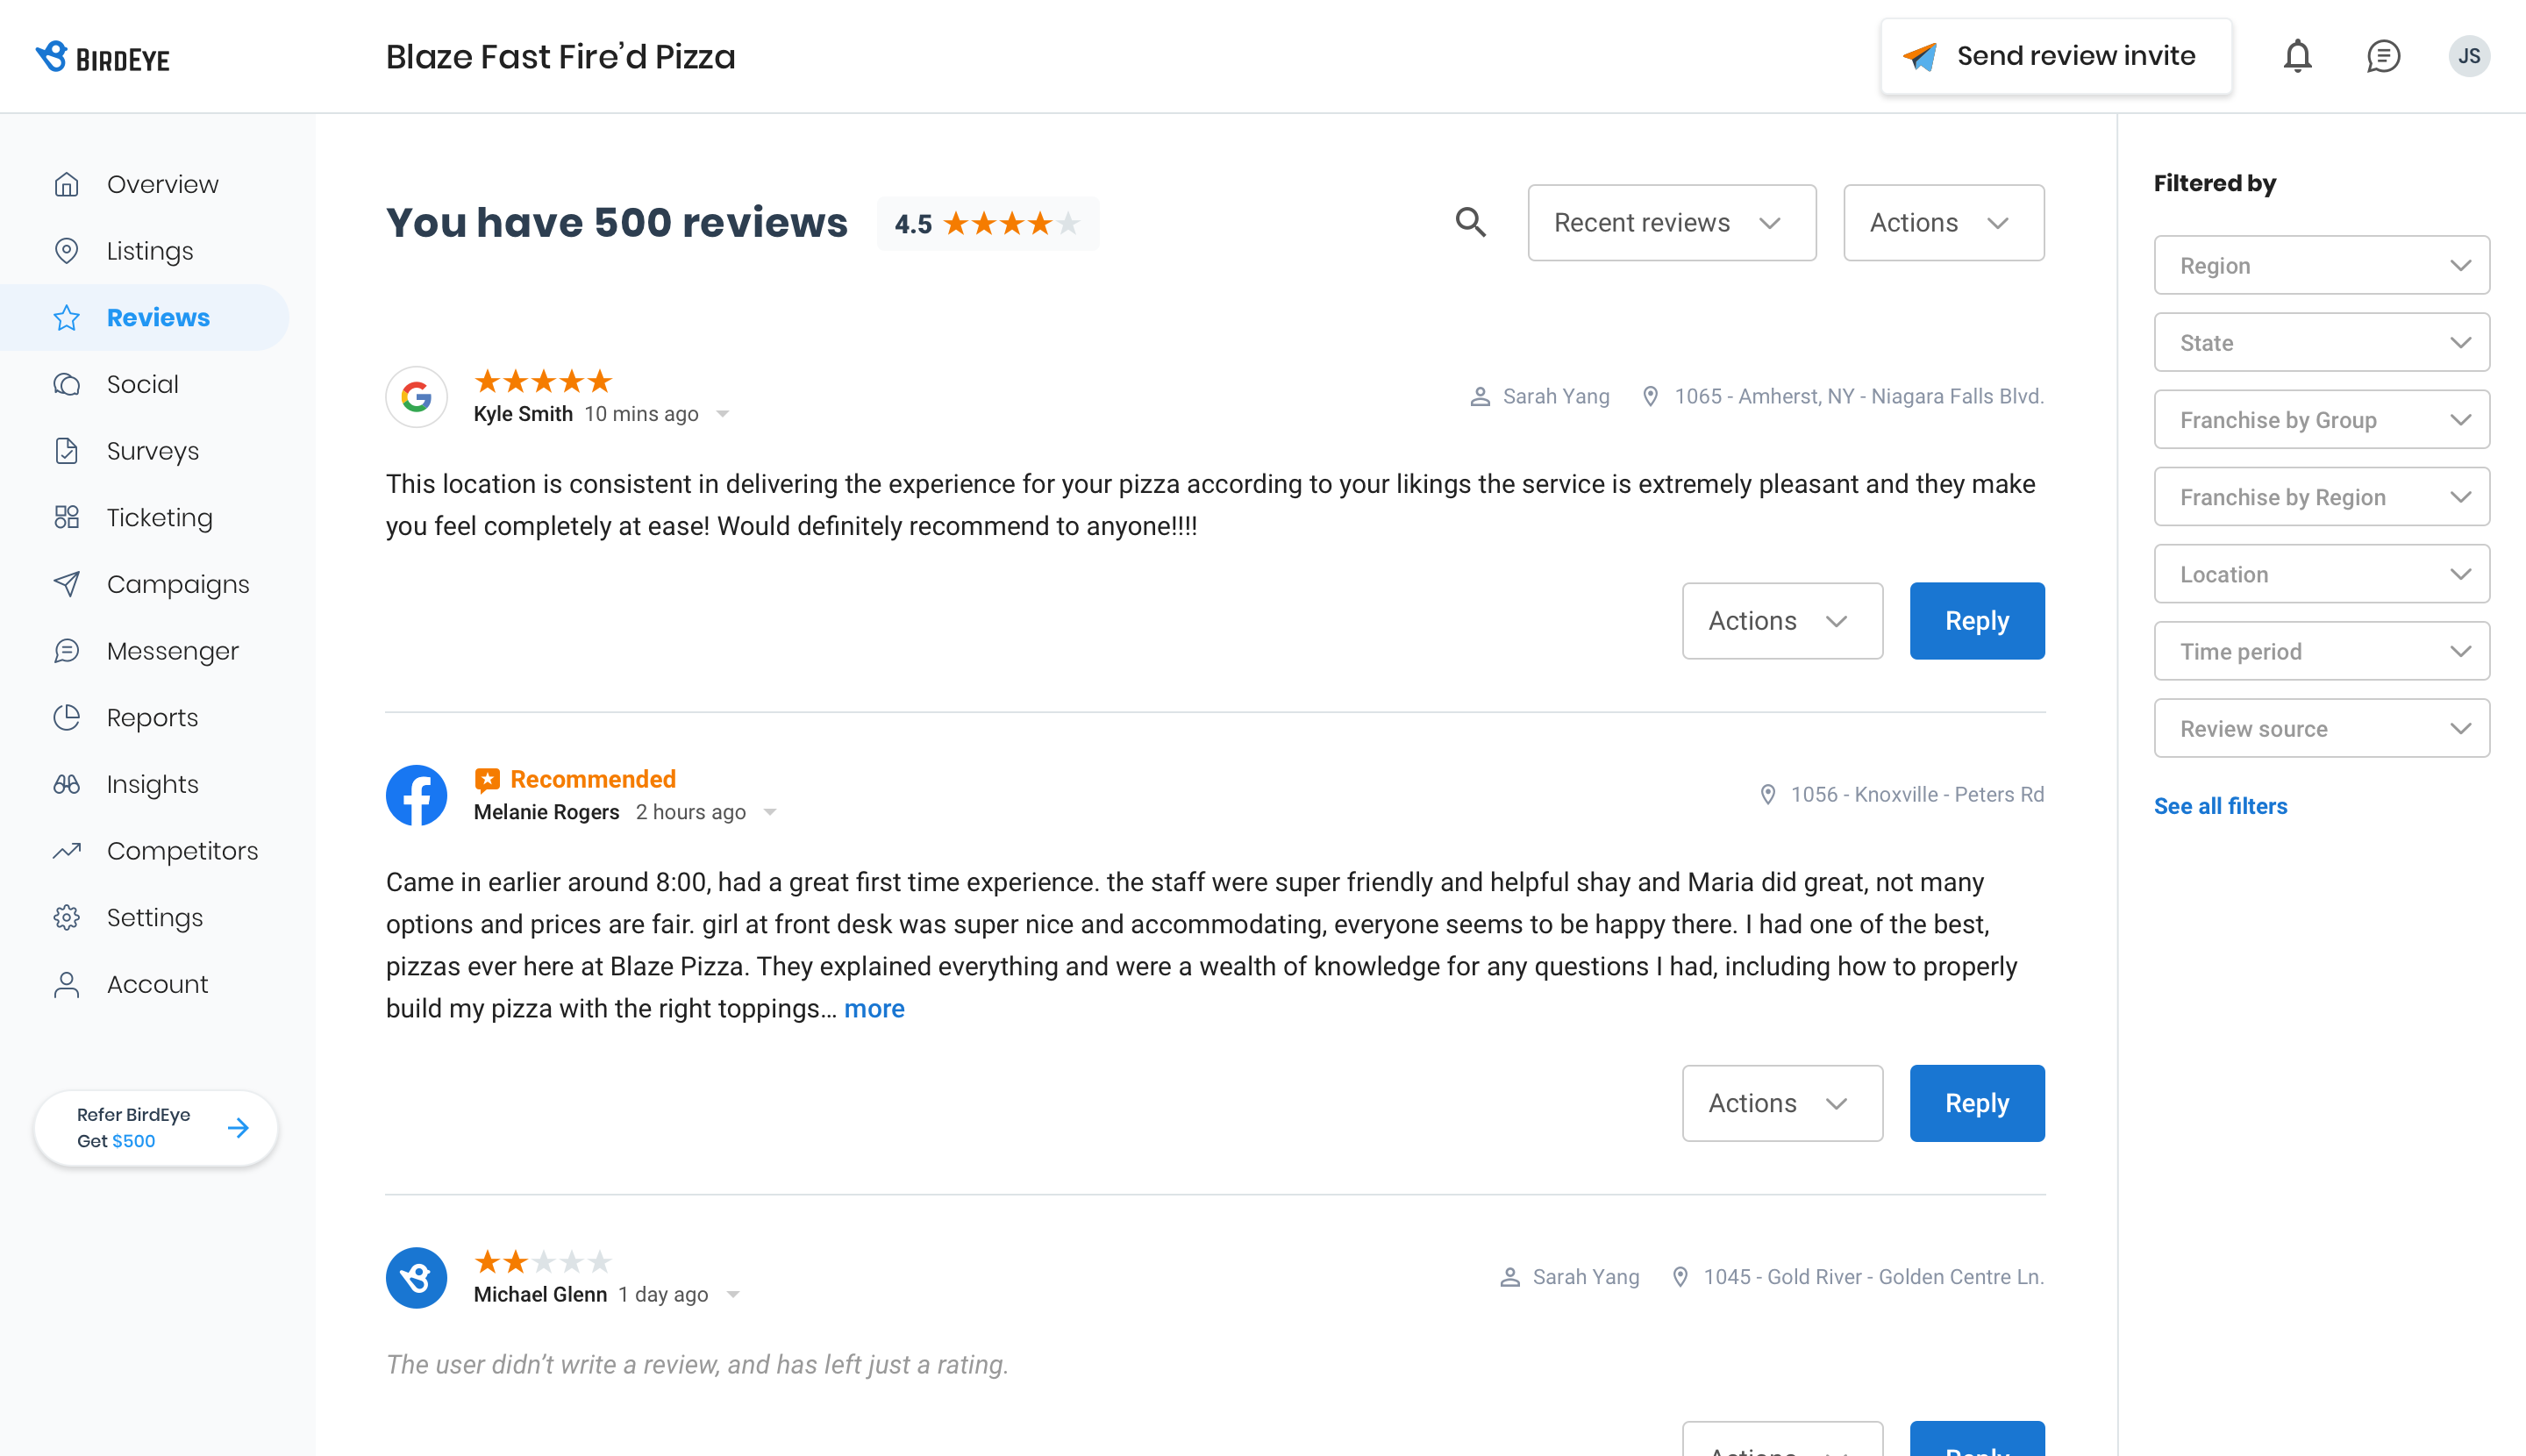 BIRDEYE
Blaze Fast Fire’d Pizza
Send review invite
JS
Overview
Listings
Reviews
Social
Surveys
Ticketing
Campaigns
Messenger
Reports
Insights
Competitors
Settings
Account
Refer BirdEye
Get $500
You have 500 reviews
4.5
Recent reviews
Actions
Kyle Smith 10 mins ago
Sarah Yang
1065 - Amherst, NY - Niagara Falls Blvd.
This location is consistent in delivering the experience for your pizza according to your likings the service is extremely pleasant and they make
you feel completely at ease! Would definitely recommend to anyone!!!!
Actions
Reply
Recommended
Melanie Rogers 2 hours ago
1056 - Knoxville - Peters Rd
Came in earlier around 8:00, had a great first time experience. the staff were super friendly and helpful shay and Maria did great, not many
options and prices are fair. girl at front desk was super nice and accommodating, everyone seems to be happy there. I had one of the best,
pizzas ever here at Blaze Pizza. They explained everything and were a wealth of knowledge for any questions I had, including how to properly
build my pizza with the right toppings... more
Actions
Reply
Michael Glenn 1 day ago
Sarah Yang
1045 - Gold River - Golden Centre Ln.
The user didn’t write a review, and has left just a rating.
Actions
Reply
Filtered by
Region
State
Franchise by Group
Franchise by Region
Location
Time period
Review source
See all filters